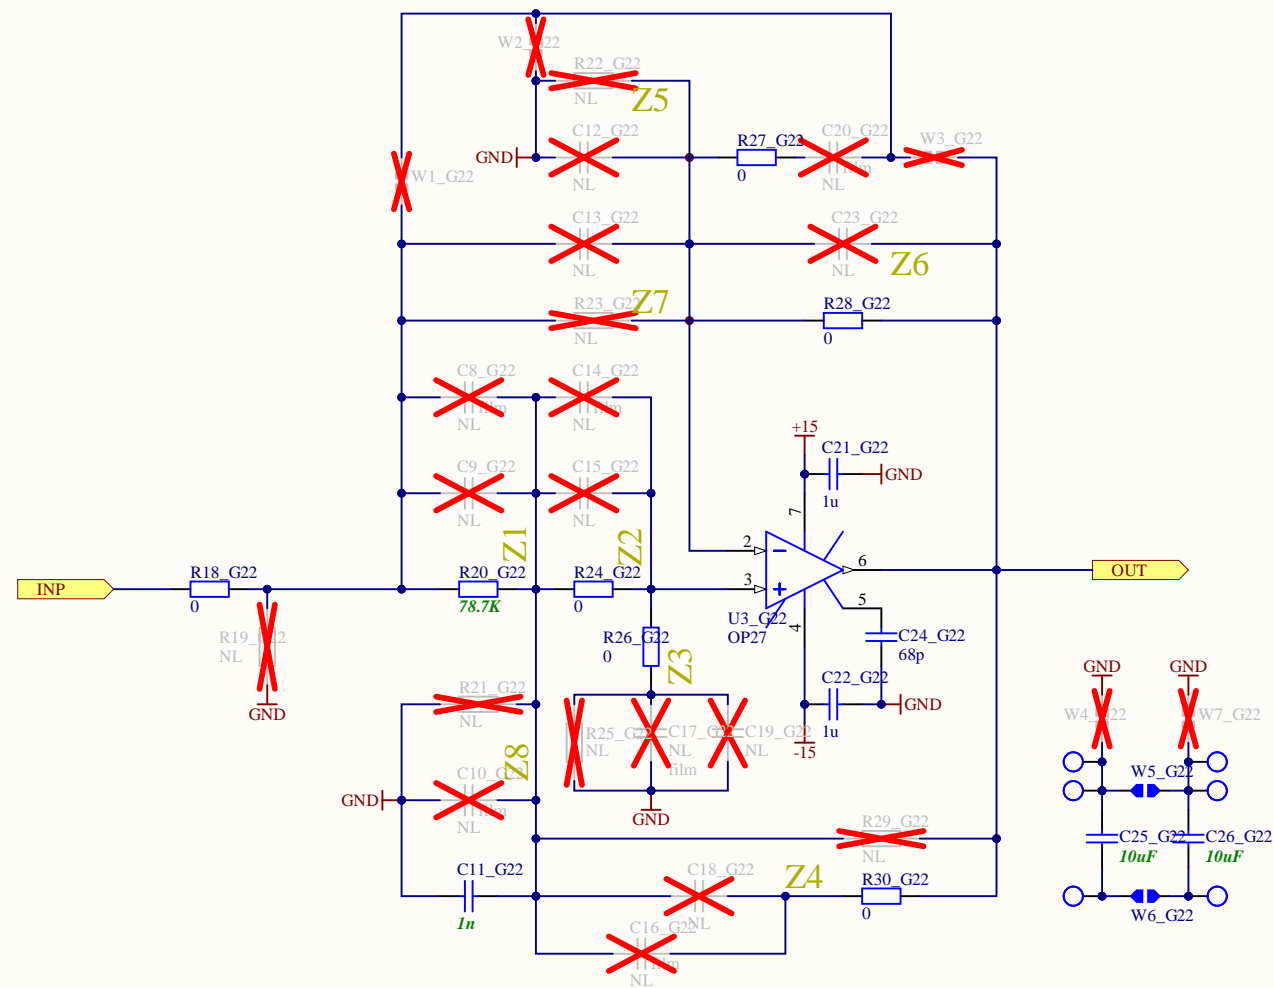 W2_G22
R22_G22
NL
Z5
C12_G22
GND
NL
R27_G22
0
C20_G22
film
NL
W3_G22
W1_G22
C13_G22
NL
C23_G22
NL
Z6
R23_G22
NL
Z7
R28_G22
0
C8_G22
film
NL
C14_G22
film
NL
C9_G22
NL
C15_G22
NL
Z1
Z2
+15
C21_G22
GND
1u
7
2
3
6
5
4
U3_G22
OP27
INP
R18_G22
0
R20_G22
78.7K
R24_G22
0
OUT
R19_G22
NL
GND
R26_G22
0
Z3
C24_G22
68p
C22_G22
GND
1u
-15
R21_G22
NL
Z8
R25_G22
NL
C17_G22
NL
film
C19_G22
NL
GND
C10_G22
film
GND
NL
R29_G22
NL
C11_G22
1n
C18_G22
NL
Z4
R30_G22
0
C16_G22
film
NL
GND
GND
W4_G22
W7_G22
W5_G22
C25_G22
10uF
C26_G22
10uF
W6_G22